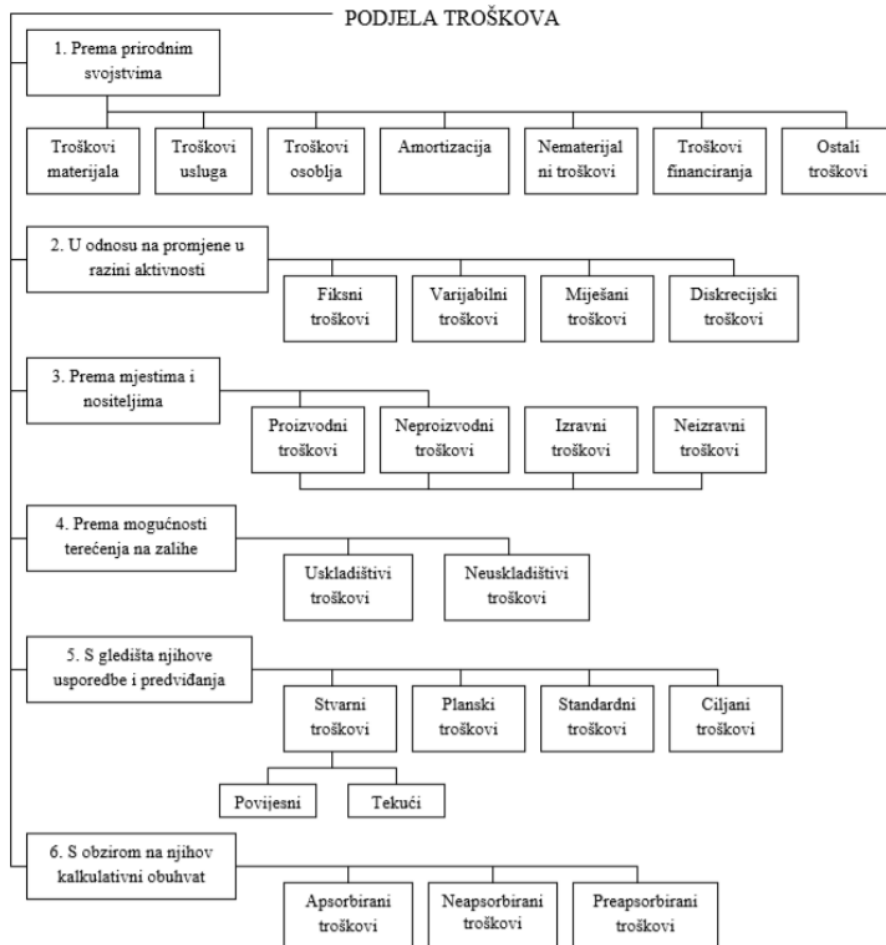 PODJELA TROŠKOVA
1. Prema prirodnim
svojstvima
Troškovi
materijala
Troškovi
usluga
Troškovi
osoblja
Amortizacija
Nematerijal
ni troškovi
Troškovi
financiranja
Ostali
troškovi
2. U odnosu na promjene u
razini aktivnosti
Fiksni
troškovi
Varijabilni
troškovi
Miješani
troškovi
Diskrecijski
troškovi
3. Prema mjestima i
nositeljima
Proizvodni
troškovi
Neproizvodni
troškovi
Izravni
troškovi
Neizravni
troškovi
4. Prema mogućnosti
terećenja na zalihe
Uskladištivi
troškovi
Neuskladištivi
troškovi
5. S gledišta njihove
usporedbe i predviđanja
Stvarni
troškovi
Planski
troškovi
Standardni
troškovi
Ciljani
troškovi
Povijesni
Tekući
6. S obzirom na njihov
kalkulativni obuhvat
Apsorbirani
troškovi
Neapsorbirani
troškovi
Preapsorbirani
troškovi